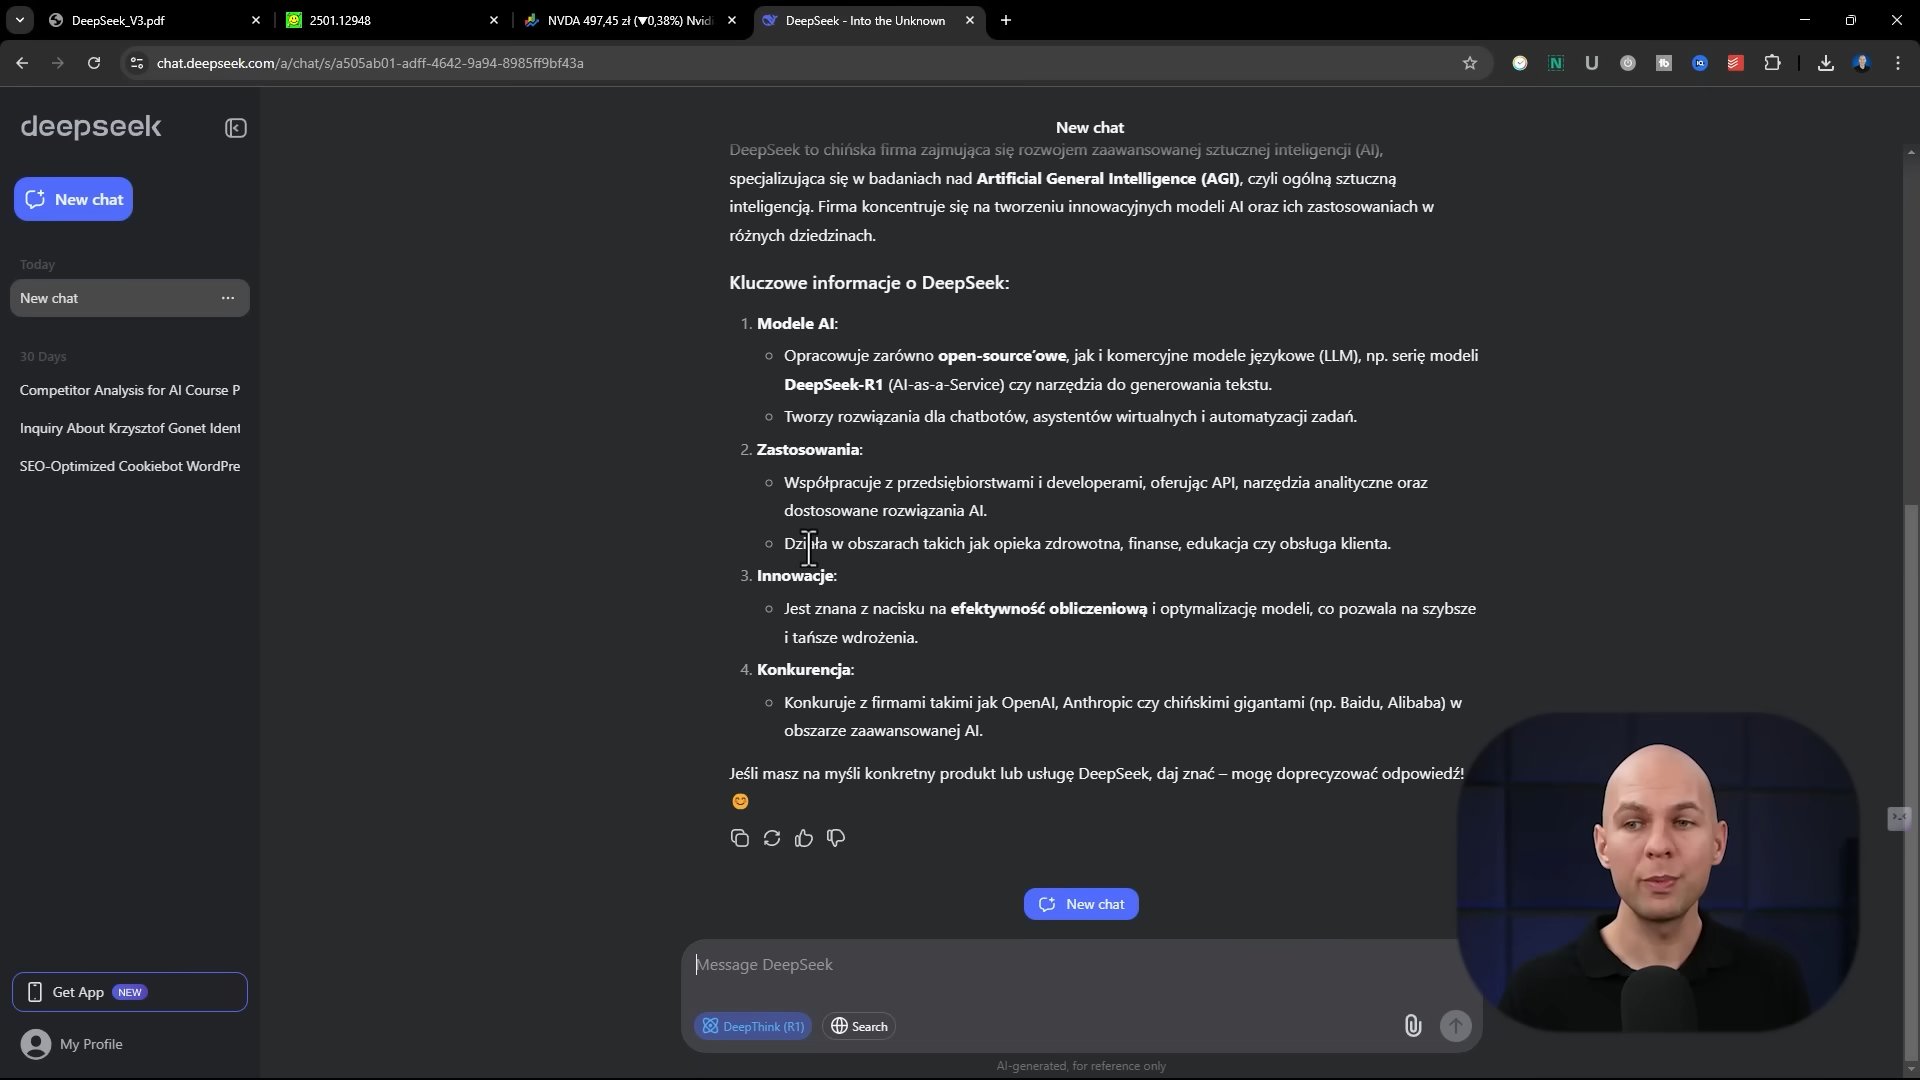 DeepSeek_V3.pdf
2501.12948
NVDA 497,45 zł (▼0,38%) Nvidi
DeepSeek - Into the Unknown
chat.deepseek.com/a/chat/s/a505ab01-adff-4642-9a94-8985ff9bf43a
deepseek
New chat
Today
New chat
30 Days
Competitor Analysis for AI Course P
Inquiry About Krzysztof Gonet Ident
SEO-Optimized Cookiebot WordPre
Get App NEW
My Profile
New chat
DeepSeek to chińska firma zajmująca się rozwojem zaawansowanej sztucznej inteligencji (AI),
specjalizująca się w badaniach nad Artificial General Intelligence (AGI), czyli ogólną sztuczną
inteligencją. Firma koncentruje się na tworzeniu innowacyjnych modeli AI oraz ich zastosowaniach w
różnych dziedzinach.
Kluczowe informacje o DeepSeek:
1. Modele AI:
Opracowuje zarówno open-source'owe, jak i komercyjne modele językowe (LLM), np. serię modeli
DeepSeek-R1 (AI-as-a-Service) czy narzędzia do generowania tekstu.
Tworzy rozwiązania dla chatbotów, asystentów wirtualnych i automatyzacji zadań.
2. Zastosowania:
Współpracuje z przedsiębiorstwami i developerami, oferując API, narzędzia analityczne oraz
dostosowane rozwiązania AI.
Działa w obszarach takich jak opieka zdrowotna, finanse, edukacja czy obsługa klienta.
3. Innowacje:
Jest znana z nacisku na efektywność obliczeniową i optymalizację modeli, co pozwala na szybsze
i tańsze wdrożenia.
4. Konkurencja:
Konkuruje z firmami takimi jak OpenAI, Anthropic czy chińskimi gigantami (np. Baidu, Alibaba) w
obszarze zaawansowanej AI.
Jeśli masz na myśli konkretny produkt lub usługę DeepSeek, daj znać – mogę doprecyzować odpowiedź!
😊
New chat
Message DeepSeek
DeepThink (R1) Search
AI-generated, for reference only